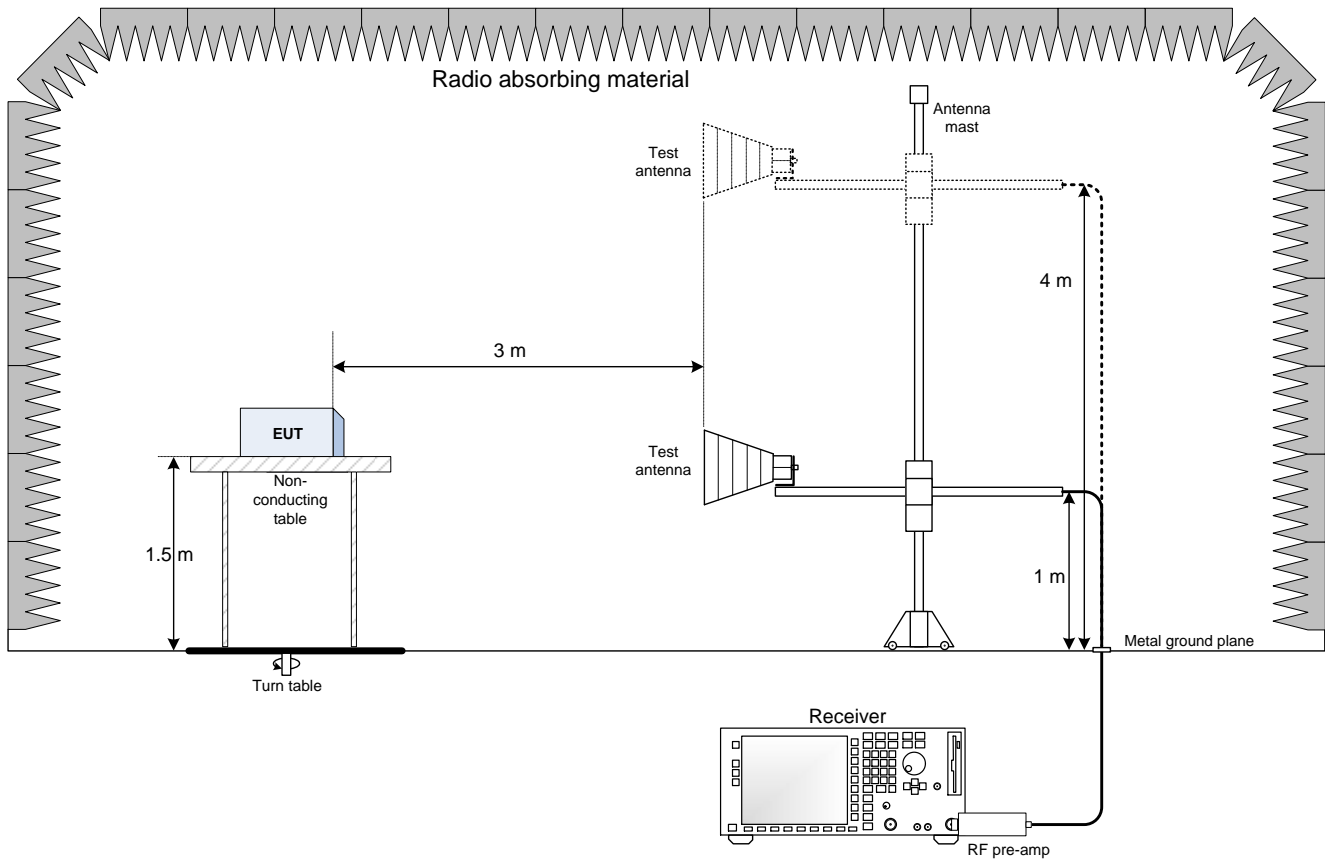 Radio absorbing material
Antenna
mast
Test
antenna
4 m
3 m
EUT
Test
antenna
Non-
conducting
table
1.5 m
1 m
Metal ground plane
Turn table
Receiver
RF pre-amp